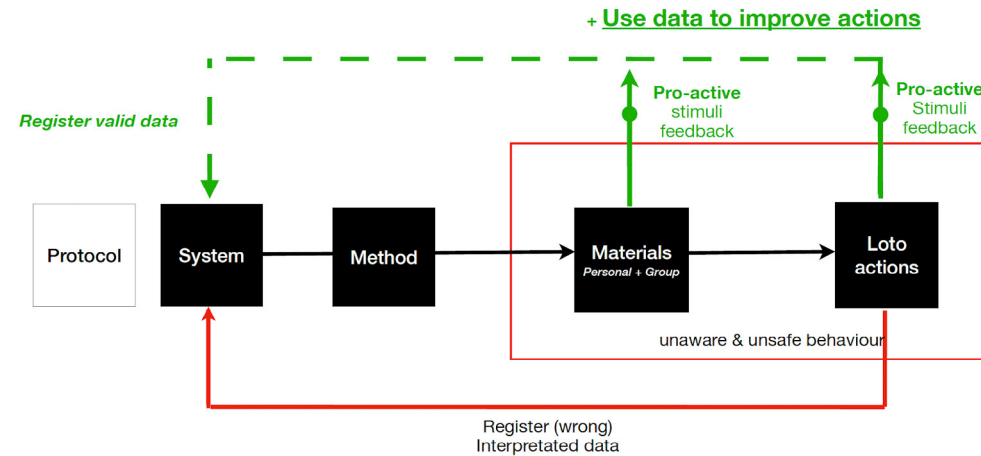 + Use data to improve actions
Pro-active
stimuli
feedback
Pro-active
Stimuli
feedback
Register valid data
Protocol
System
Method
Materials
Personal + Group
Loto
actions
unaware & unsafe behaviour
Register (wrong)
Interpretated data